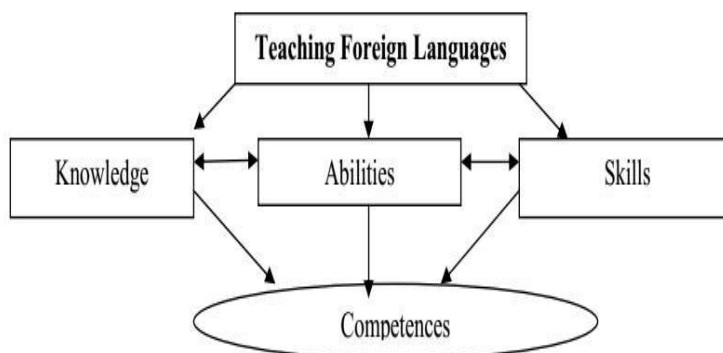 Teaching Foreign Languages
Knowledge
Abilities
Skills
Competences